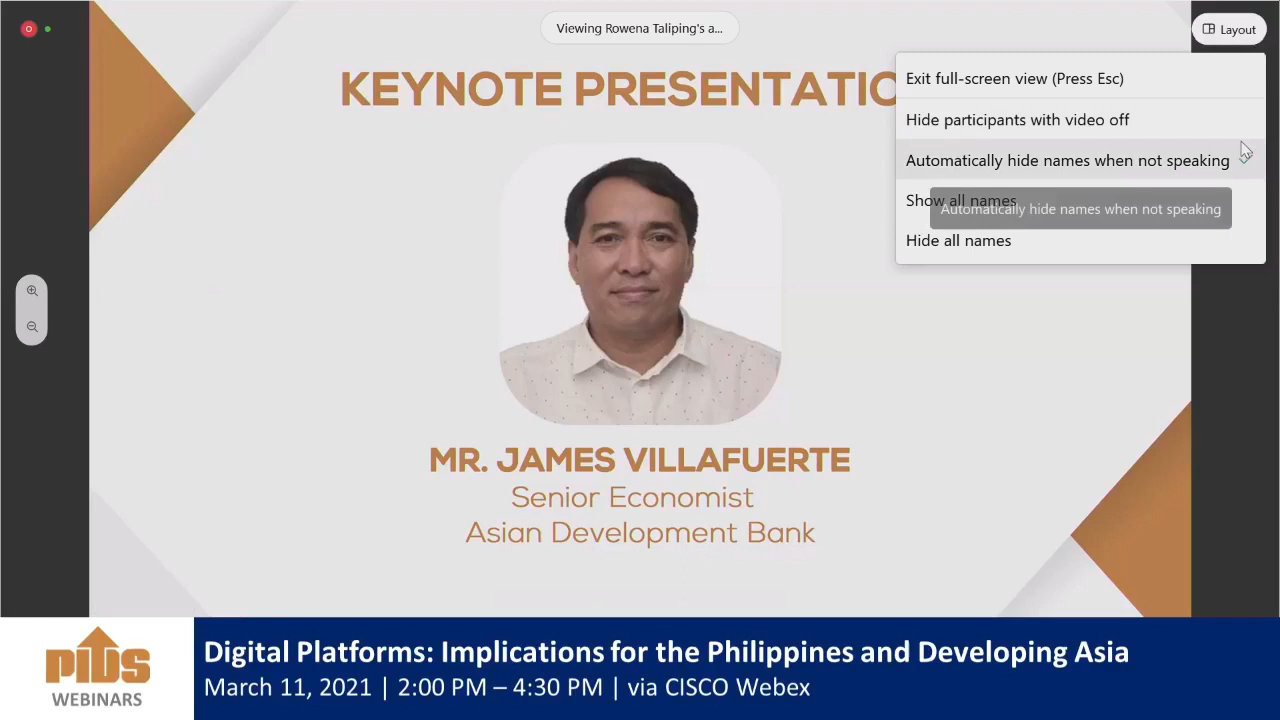 Viewing Rowena Taliping's a...
Layout
KEYNOTE PRESENTATIO
Exit full-screen view (Press Esc)
Hide participants with video off
Automatically hide names when not speaking
Show all names
Automatically hide names when not speaking
Hide all names
MR. JAMES VILLAFUERTE
Senior Economist
Asian Development Bank
PIDS
WEBINARS
Digital Platforms: Implications for the Philippines and Developing Asia
March 11, 2021 | 2:00 PM – 4:30 PM | via CISCO Webex